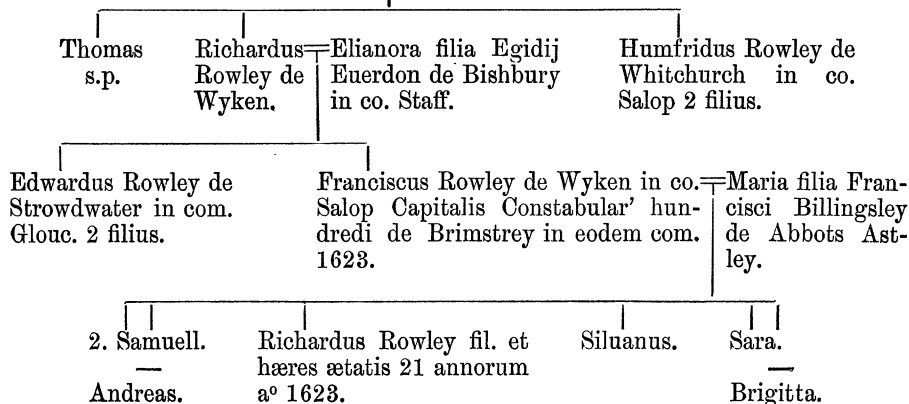 Thomas
s.p.
Richardus
Rowley de
Wyken.
Elianora filia Egidij
Euerdon de Bishbury
in co. Staff.
Humfridus Rowley de
Whitchurch in co.
Salop 2 filius.
Edwardus Rowley de
Strowdwater in com.
Glouc. 2 filius.
Franciscus Rowley de Wyken in co.
Salop Capitalis Constabular' hun-
dredi de Brimstrey in eodem com.
1623.
Maria filia Fran-
cisci Billingsley
de Abbots Ast-
ley.
2. Samuell.
Andreas.
Richardus Rowley fil. et
hæres ætatis 21 annorum
aº 1623.
Siluanus.
Sara.
Brigitta.